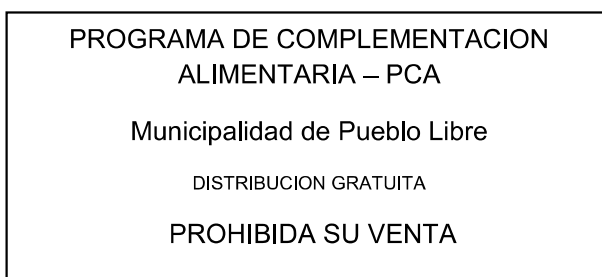 PROGRAMA DE COMPLEMENTACION
ALIMENTARIA – PCA
Municipalidad de Pueblo Libre
DISTRIBUCION GRATUITA
PROHIBIDA SU VENTA